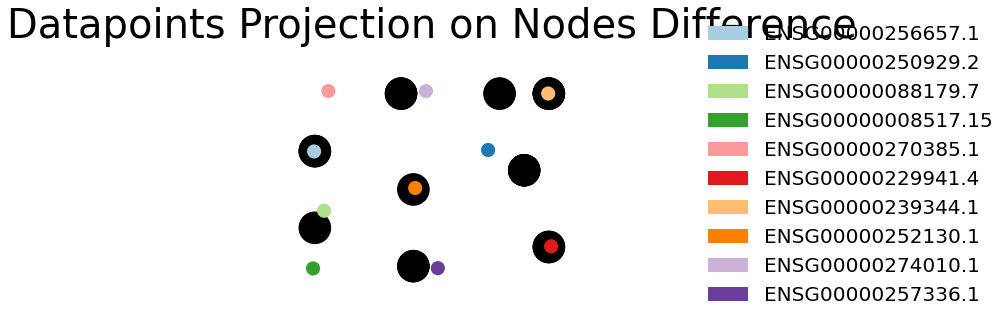 Datapoints Projection on Nodes Difference
ENSG00000256657.1
ENSG00000250929.2
ENSG00000088179.7
ENSG00000008517.15
ENSG00000270385.1
ENSG00000229941.4
ENSG00000239344.1
ENSG00000252130.1
ENSG00000274010.1
ENSG00000257336.1